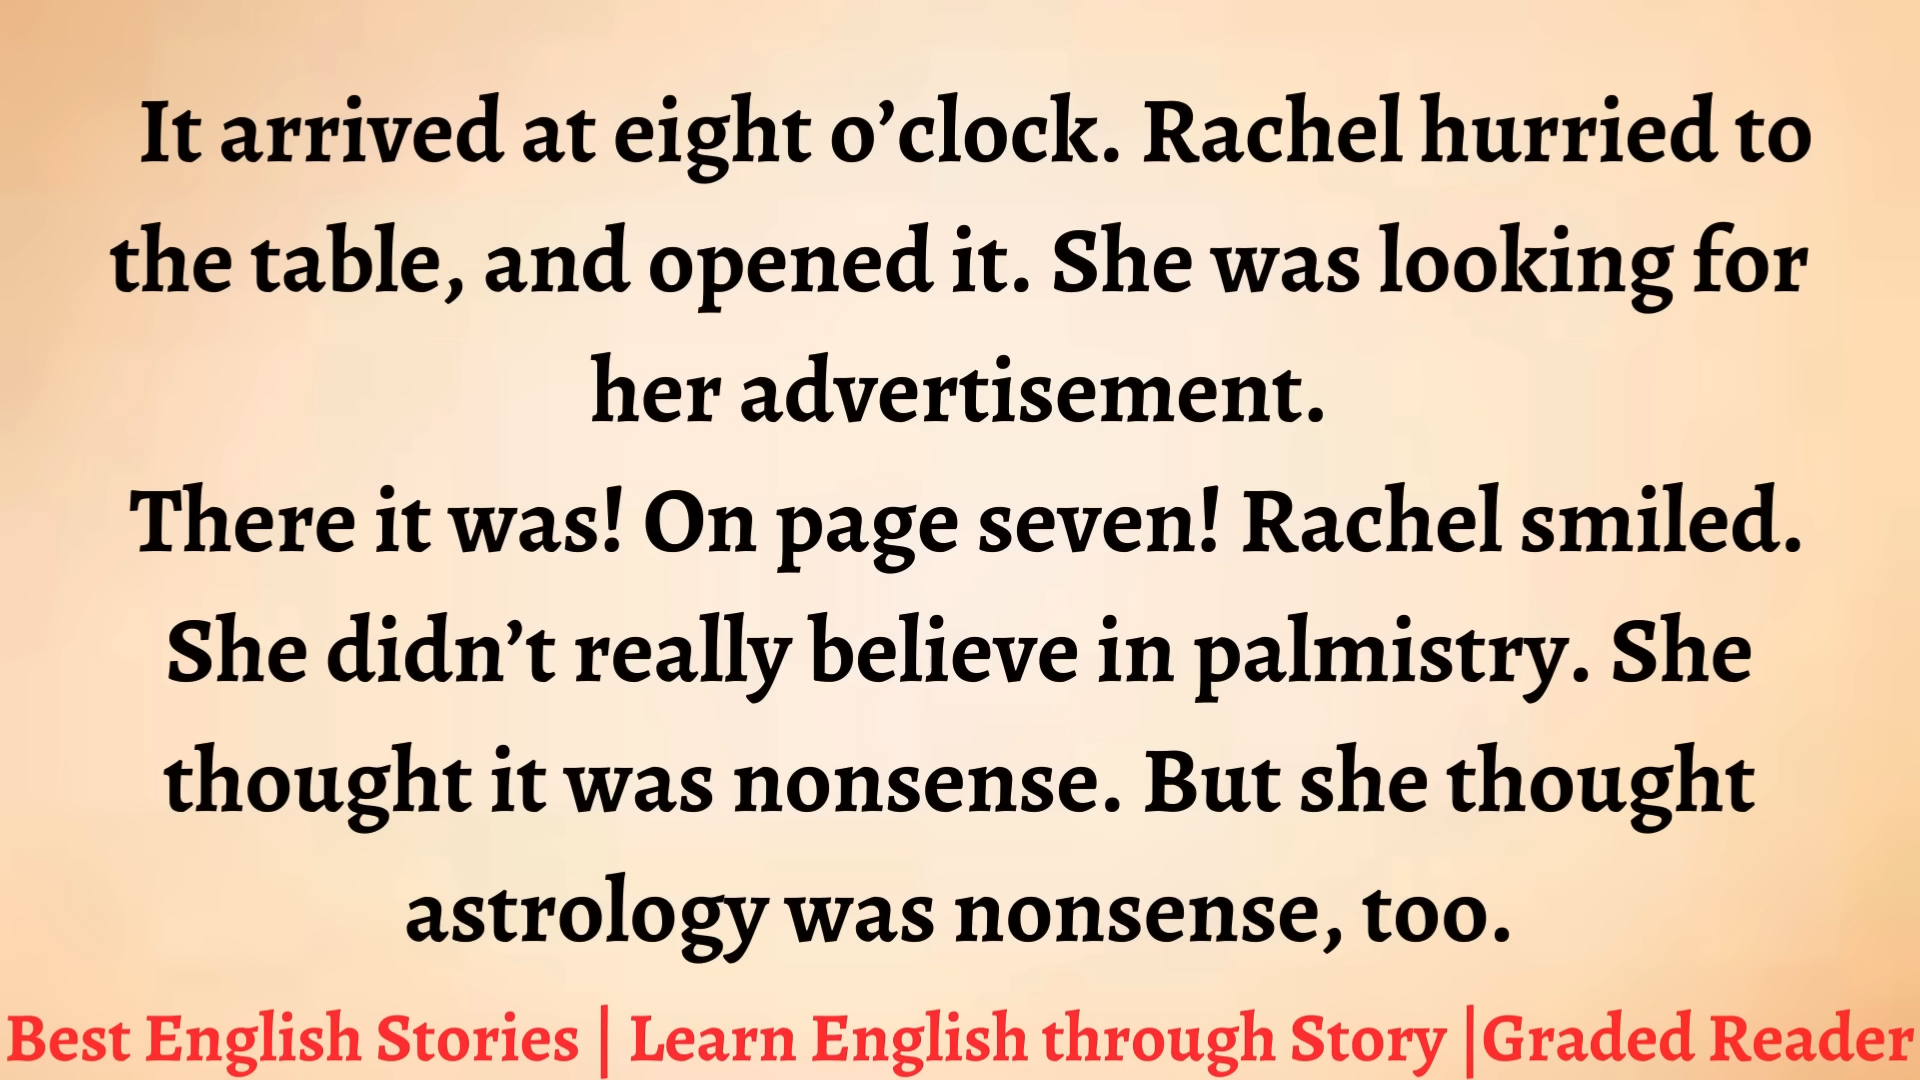 It arrived at eight o’clock. Rachel hurried to
the table, and opened it. She was looking for
her advertisement.
There it was! On page seven! Rachel smiled.
She didn’t really believe in palmistry. She
thought it was nonsense. But she thought
astrology was nonsense, too.
Best English Stories | Learn English through Story |Graded Reader